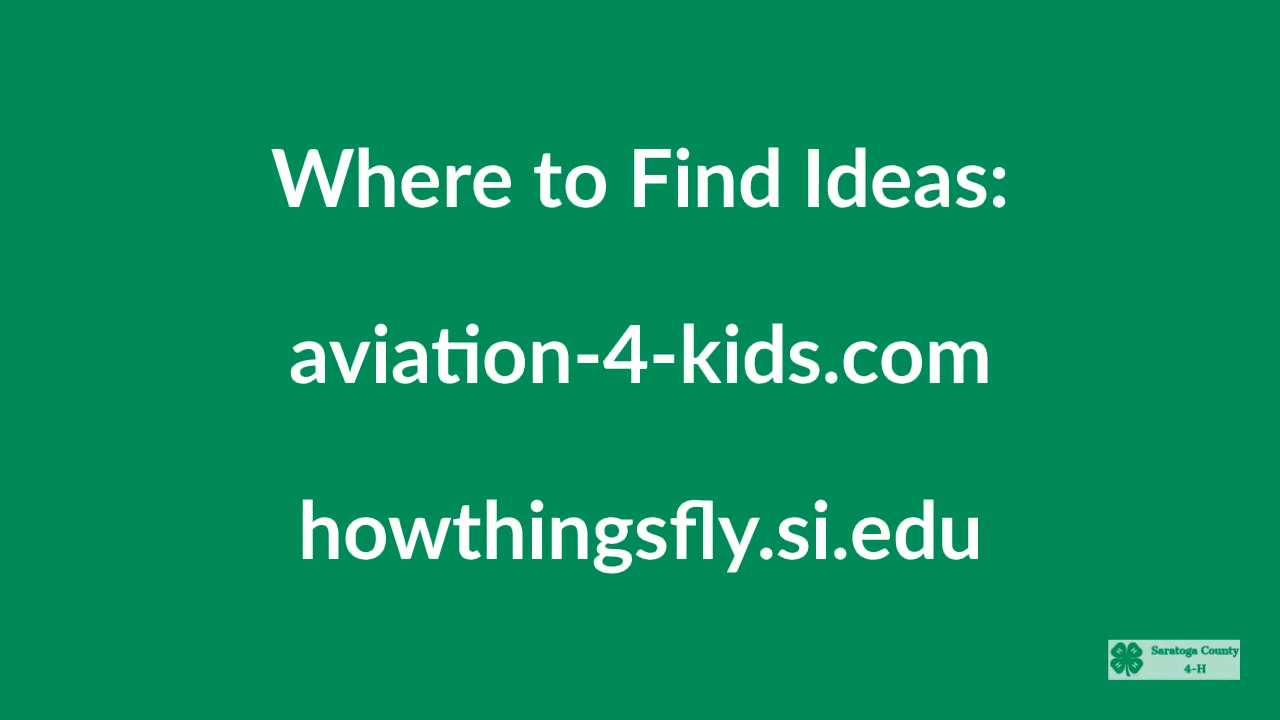 Where to Find Ideas:
aviation-4-kids.com
howthingsfly.si.edu
Saratoga County
4-H